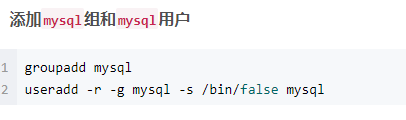 添加mysql组和mysql用户
1 groupadd mysql
2 useradd -r -g mysql -s /bin/false mysql